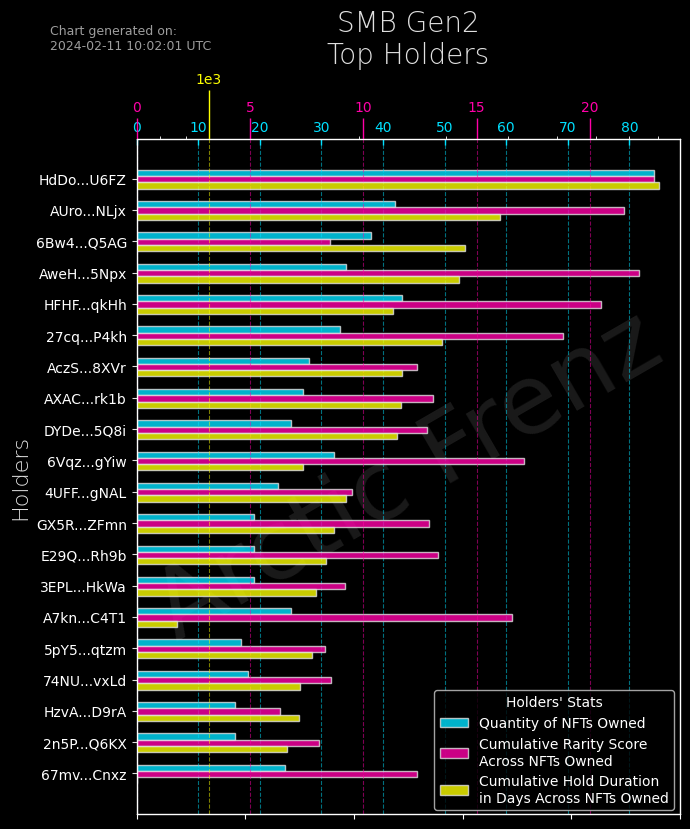 SMB Gen2
Top Holders
Chart generated on:
2024-02-11 10:02:01 UTC
1e3
0 5 10 15 20
0 10 20 30 40 50 60 70 80
HdDo...U6FZ
AUro...NLjx
6Bw4...Q5AG
AweH...5Npx
HFHF...qkHh
27cq...P4kh
AczS...8XVr
AXAC...rk1b
DYDe...5Q8i
6Vqz...gYiw
4UFF...gNAL
GX5R...ZFmn
E29Q...Rh9b
3EPL...HkWa
A7kn...C4T1
5pY5...qtzm
74NU...vxLd
HzvA...D9rA
2n5P...Q6KX
67mv...Cnxz
Holders
Arctic Frenz
Holders' Stats
Quantity of NFTs Owned
Cumulative Rarity Score
Across NFTs Owned
Cumulative Hold Duration
in Days Across NFTs Owned